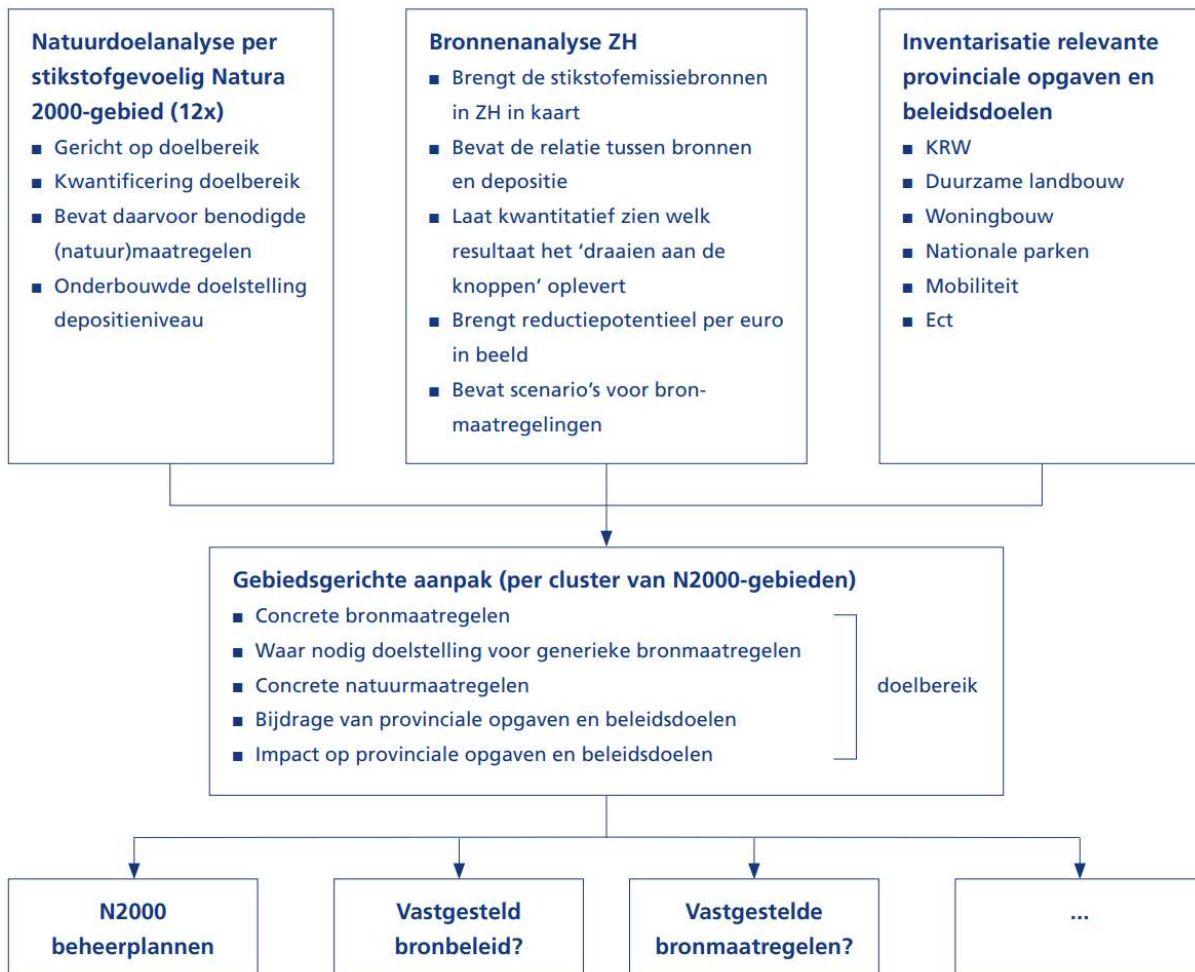 Natuurdoelanalyse per
stikstofgevoelig Natura
2000-gebied (12x)
■ Gericht op doelbereik
■ Kwantificering doelbereik
■ Bevat daarvoor benodigde
(natuur)maatregelen
■ Onderbouwde doelstelling
depositieniveau
Bronnenanalyse ZH
■ Brengt de stikstofemissiebronnen
in ZH in kaart
■ Bevat de relatie tussen bronnen
en depositie
■ Laat kwantitatief zien welk
resultaat het ‘draaien aan de
knoppen’ oplevert
■ Brengt reductiepotentieel per euro
in beeld
■ Bevat scenario’s voor bron-
maatregelingen
Inventarisatie relevante
provinciale opgaven en
beleidsdoelen
■ KRW
■ Duurzame landbouw
■ Woningbouw
■ Nationale parken
■ Mobiliteit
■ Ect
Gebiedsgerichte aanpak (per cluster van N2000-gebieden)
■ Concrete bronmaatregelen
■ Waar nodig doelstelling voor generieke bronmaatregelen
■ Concrete natuurmaatregelen
■ Bijdrage van provinciale opgaven en beleidsdoelen
■ Impact op provinciale opgaven en beleidsdoelen
doelbereik
N2000
beheerplannen
Vastgesteld
bronbeleid?
Vastgestelde
bronmaatregelen?
...